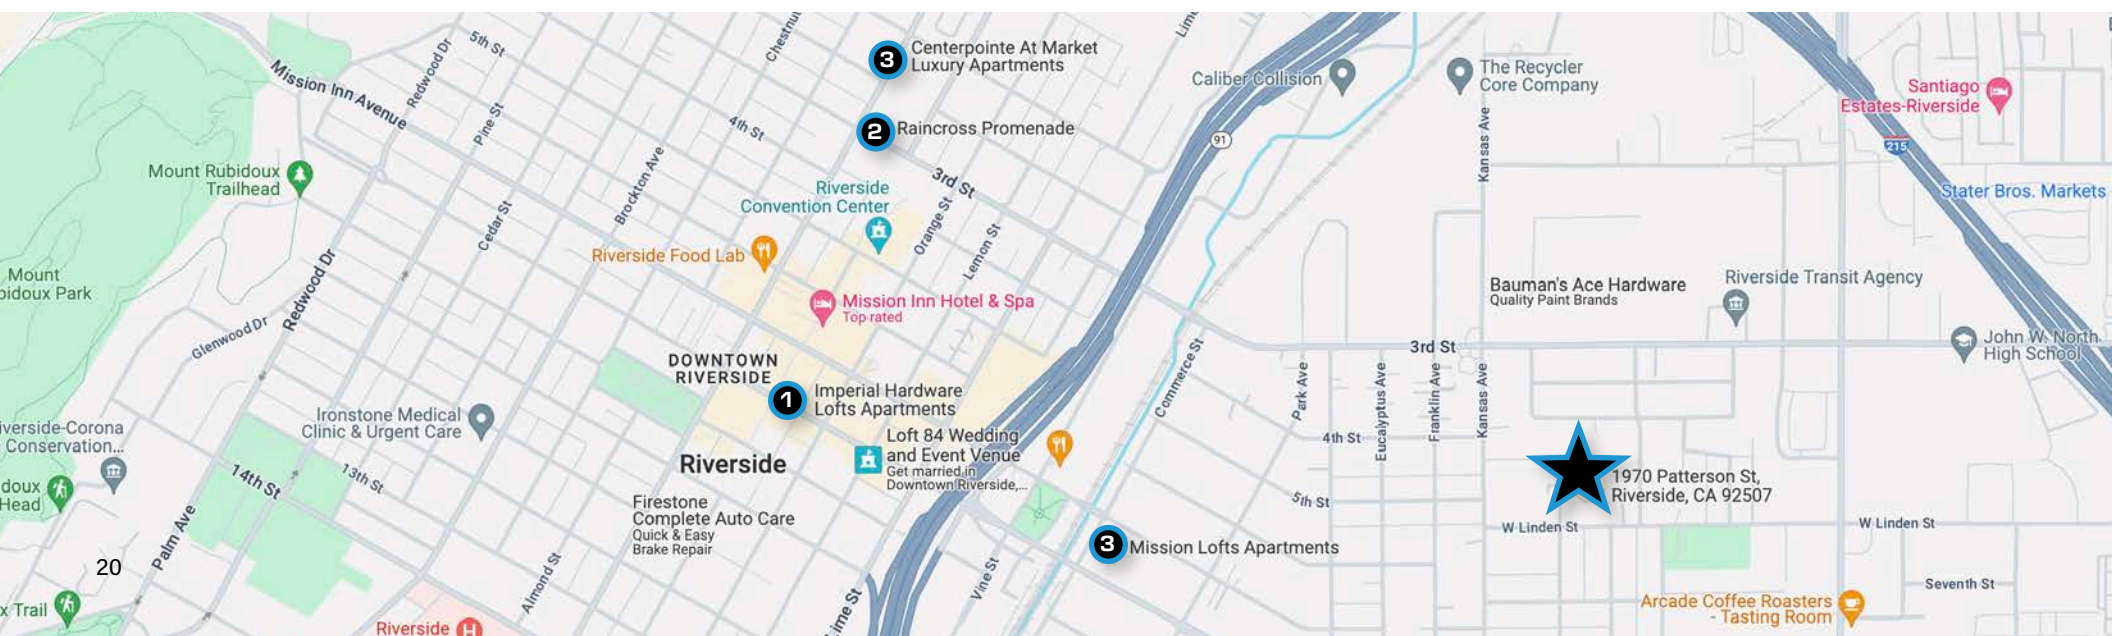 5th St
Mission Inn Avenue
Redwood Dr
Pine St
Chestnut
3
Centerpointe At Market
Luxury Apartments
2
Raincross Promenade
4th St
3rd St
Lime
Caliber Collision
91
The Recycler
Core Company
Kansas Ave
Santiago
Estates-Riverside
215
Stater Bros. Markets
Mount Rubidoux
Trailhead
Brockton Ave
Cedar St
Riverside
Convention Center
Orange St
Lemon St
Riverside Food Lab
Mission Inn Hotel & Spa
Top rated
Mount
bidoux Park
Redwood Dr
Glenwood Dr
DOWNTOWN
RIVERSIDE
1
Imperial Hardware
Lofts Apartments
Loft 84 Wedding
and Event Venue
Get married in
Downtown Riverside,...
Commerce St
Bauman's Ace Hardware
Quality Paint Brands
Riverside Transit Agency
3rd St
John W. North
High School
Park Ave
Eucalyptus Ave
Franklin Ave
Kansas Ave
4th St
5th St
1970 Patterson St,
Riverside, CA 92507
W Linden St
W Linden St
Seventh St
Arcade Coffee Roasters
- Tasting Room
Ironstone Medical
Clinic & Urgent Care
iverside-Corona
Conservation...
doux
Head
14th St
13th St
Palm Ave
Riverside
Firestone
Complete Auto Care
Quick & Easy
Brake Repair
3
Mission Lofts Apartments
Vine St
Lime St
Almond St
20
x Trail
Riverside
H